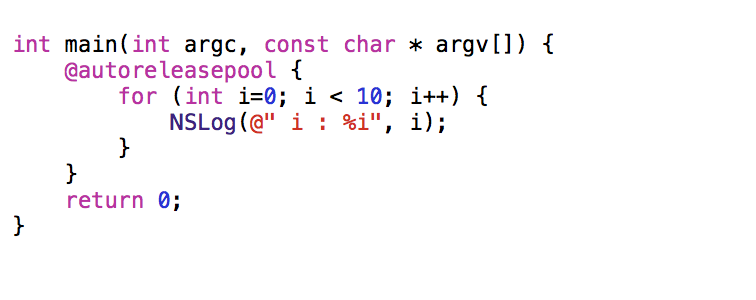 int main(int argc, const char * argv[]) {
    @autoreleasepool {
        for (int i=0; i < 10; i++) {
            NSLog(@" i : %i", i);
        }
    }
    return 0;
}